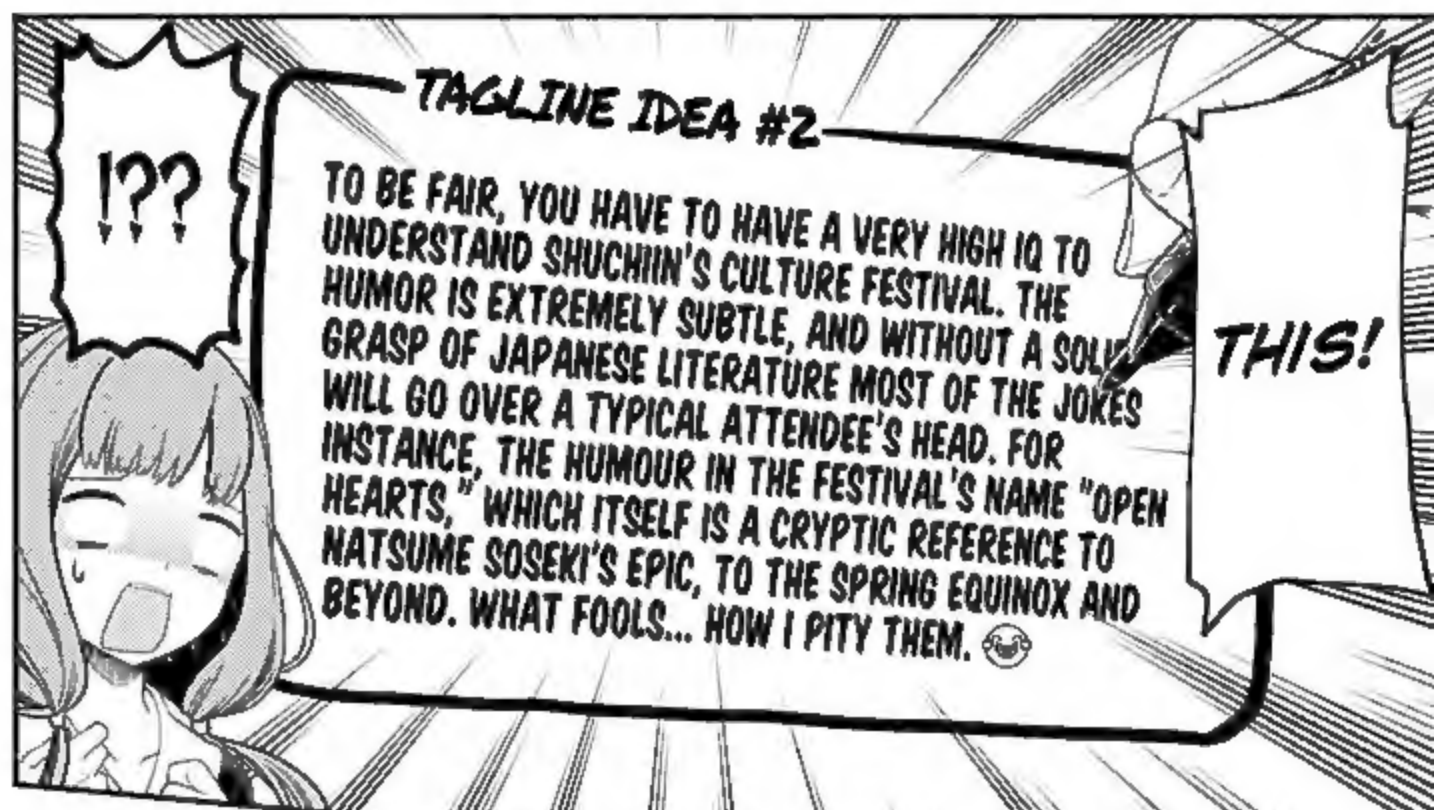 !??
TAGLINE IDEA #2
TO BE FAIR, YOU HAVE TO HAVE A VERY HIGH IQ TO
UNDERSTAND SHUCHIIN'S CULTURE FESTIVAL. THE
HUMOR IS EXTREMELY SUBTLE, AND WITHOUT A
GRASP OF JAPANESE LITERATURE MOST OF THE JOKES
WILL GO OVER A TYPICAL ATTENDEE'S HEAD. FOR
INSTANCE, THE HUMOUR IN THE FESTIVAL'S NAME "OPEN
HEARTS," WHICH ITSELF IS A CRYPTIC REFERENCE TO
NATSUME SOSEKI'S EPIC, TO THE SPRING EQUINOX AND
BEYOND. WHAT FOOLS... HOW I PITY THEM. 😂
THIS!